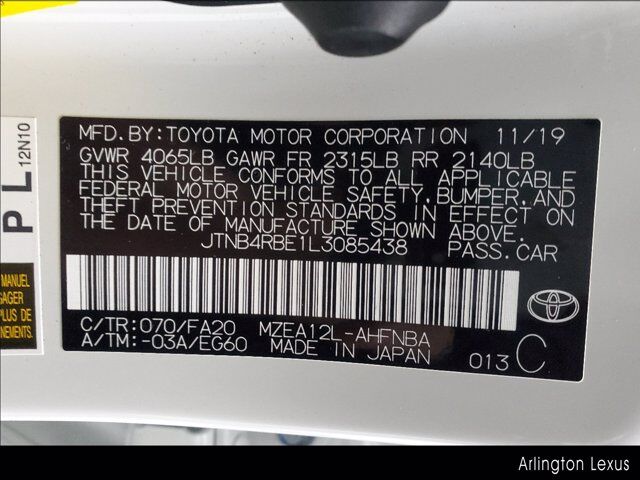 MFD.BY:TOYOTA MOTOR CORPORATION 11/19
GVWR 4065LB GAWR FR 2315LB RR 2140LB
THIS VEHICLE CONFORMS TO ALL APPLICABLE
FEDERAL MOTOR VEHICLE SAFETY,BUMPER,AND
THEFT PREVENTION STANDARDS IN EFFECT ON
THE DATE OF MANUFACTURE SHOWN ABOVE.
JTNB4RBE1L3085438 PASS.CAR
C/TR:070/FA20 MZEA12L-AHFNBA
A/TM:-03A/EG60 MADE IN JAPAN 013 C
TOYOTA
P L
12N10
MANUEL
PLUS DE
Arlington Lexus